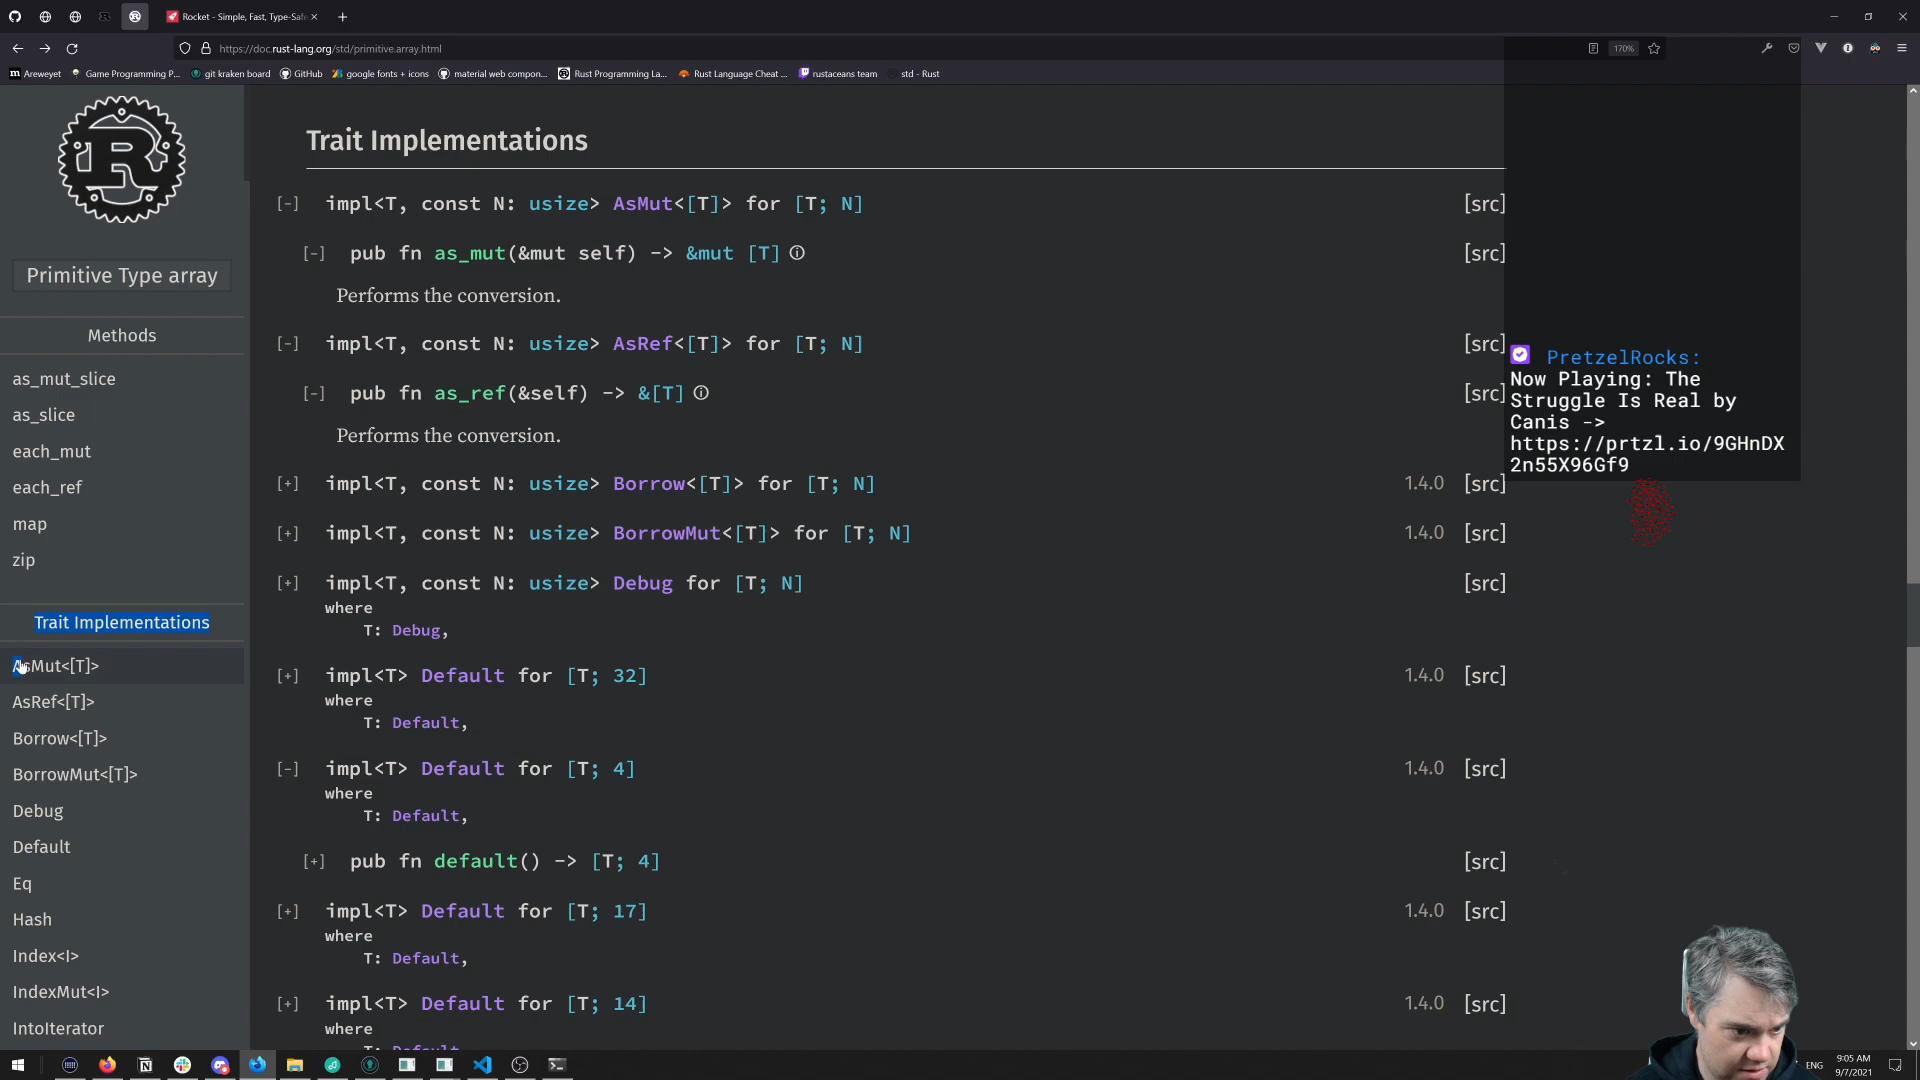 Rocket - Simple, Fast, Type-Safe
https://doc.rust-lang.org/std/primitive.array.html
170%
Areweyet
Game Programming P...
git kraken board
GitHub
google fonts + icons
material web compon...
Rust Programming La...
Rust Language Cheat ...
rustaceans team
std - Rust
Primitive Type array
Methods
as_mut_slice
as_slice
each_mut
each_ref
map
zip
Trait Implementations
AsMut<[T]>
AsRef<[T]>
Borrow<[T]>
BorrowMut<[T]>
Debug
Default
Eq
Hash
Index<I>
IndexMut<I>
IntoIterator
Trait Implementations
[-] impl<T, const N: usize> AsMut<[T]> for [T; N] [src]
[-] pub fn as_mut(&mut self) -> &mut [T] ⓘ [src]
Performs the conversion.
[-] impl<T, const N: usize> AsRef<[T]> for [T; N] [src]
[-] pub fn as_ref(&self) -> &[T] ⓘ [src]
Performs the conversion.
[+] impl<T, const N: usize> Borrow<[T]> for [T; N] 1.4.0 [src]
[+] impl<T, const N: usize> BorrowMut<[T]> for [T; N] 1.4.0 [src]
[+] impl<T, const N: usize> Debug for [T; N] [src]
where
T: Debug,
[+] impl<T> Default for [T; 32] 1.4.0 [src]
where
T: Default,
[-] impl<T> Default for [T; 4] 1.4.0 [src]
where
T: Default,
[+] pub fn default() -> [T; 4] [src]
[+] impl<T> Default for [T; 17] 1.4.0 [src]
where
T: Default,
[+] impl<T> Default for [T; 14] 1.4.0 [src]
where
T: Default,
PretzelRocks:
Now Playing: The
Struggle Is Real by
Canis ->
https://prtzl.io/9GHnDX
2n55X96Gf9
ENG
9:05 AM
9/7/2021